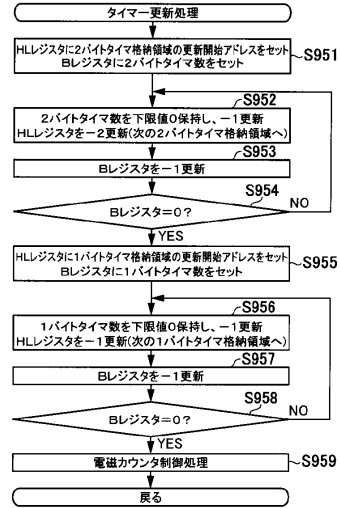 タイマー更新処理
HLレジスタに2バイトタイマ格納領域の更新開始アドレスをセット
Bレジスタに2バイトタイマ数をセット
S951
S952
2バイトタイマ数を下限値0保持し、－1更新
HLレジスタを－2更新(次の2バイトタイマ格納領域へ)
S953
Bレジスタを－1更新
S954
Bレジスタ＝0？
NO
YES
HLレジスタに1バイトタイマ格納領域の更新開始アドレスをセット
Bレジスタに1バイトタイマ数をセット
S955
S956
1バイトタイマ数を下限値0保持し、－1更新
HLレジスタを－1更新(次の1バイトタイマ格納領域へ)
S957
Bレジスタを－1更新
S958
Bレジスタ＝0？
NO
YES
電磁カウンタ制御処理
S959
戻る